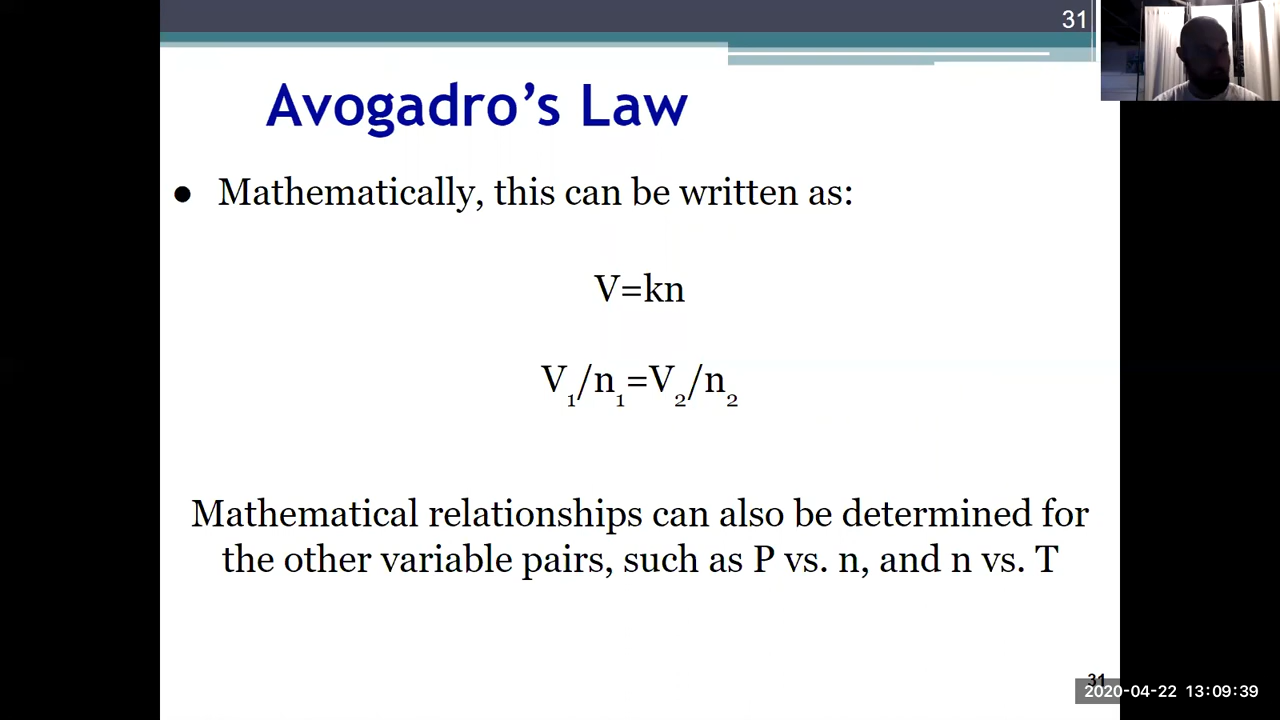 31
Avogadro's Law
● Mathematically, this can be written as:
V=kn
V₁/n₁=V₂/n₂
Mathematical relationships can also be determined for
the other variable pairs, such as P vs. n, and n vs. T
31
2020-04-22 13:09:39